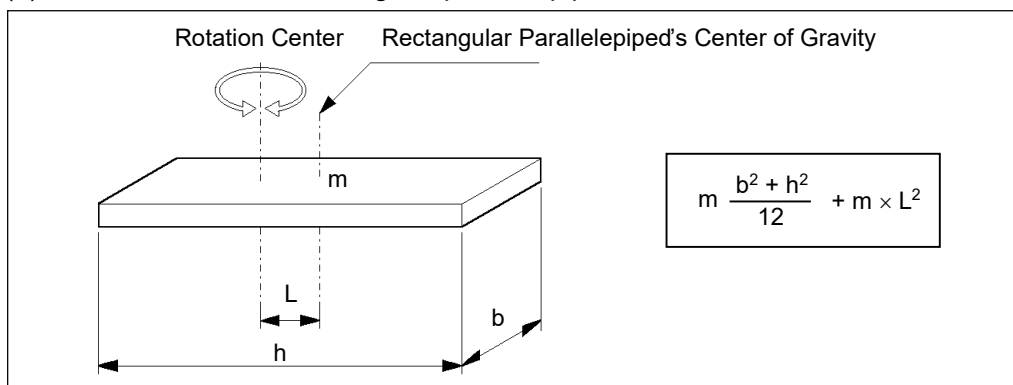 Rotation Center Rectangular Parallelepiped's Center of Gravity
m
m b² + h² / 12 + m × L²
L
b
h